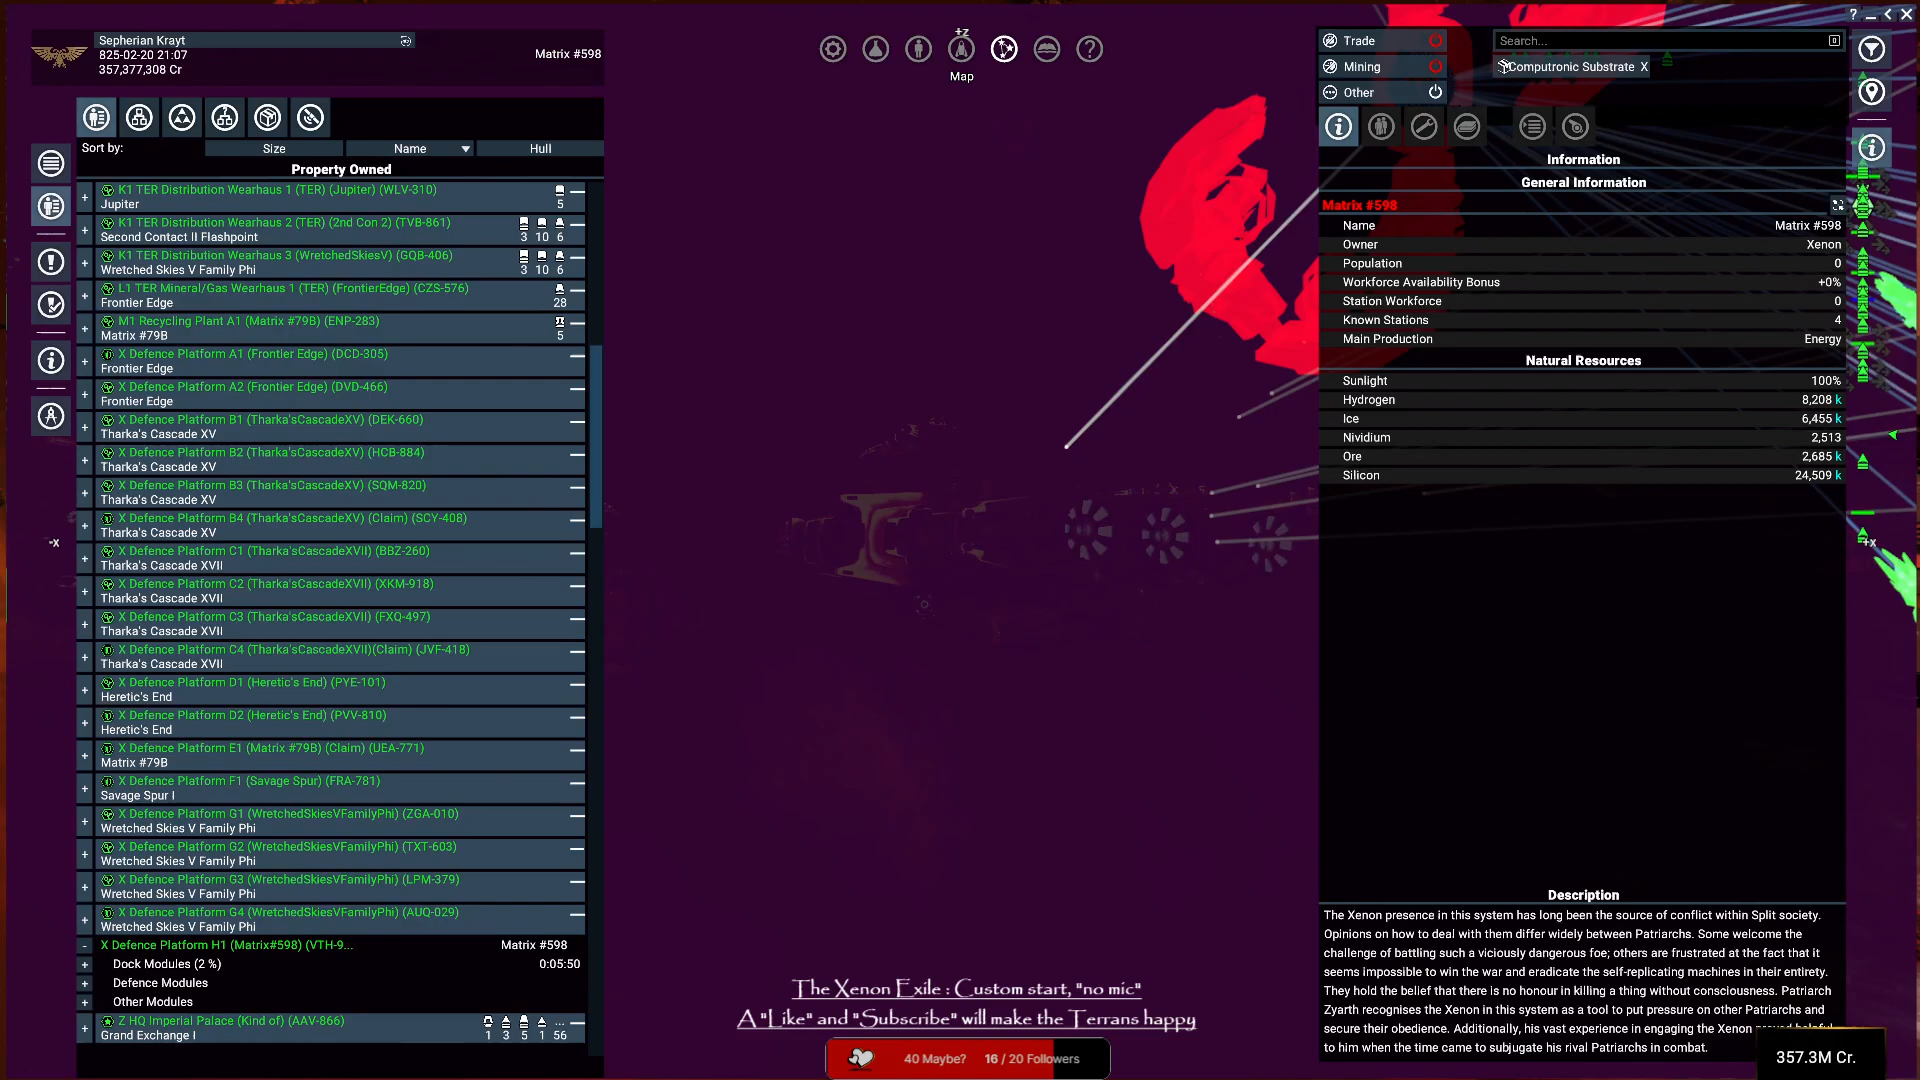 Sepherian Krayt
825-02-20 21:07
357,377,308 Cr
Matrix #598
+z
Map
Trade
Mining
Other
Search...
Computronic Substrate X
Sort by:
Size
Name
Hull
Property Owned
K1 TER Distribution Wearhaus 1 (TER) (Jupiter) (WLV-310)
Jupiter
5
K1 TER Distribution Wearhaus 2 (TER) (2nd Con 2) (TVB-861)
Second Contact II Flashpoint
3 10 6
K1 TER Distribution Wearhaus 3 (WretchedSkiesV) (GQB-406)
Wretched Skies V Family Phi
3 10 6
L1 TER Mineral/Gas Wearhaus 1 (TER) (FrontierEdge) (CZS-576)
Frontier Edge
28
M1 Recycling Plant A1 (Matrix #79B) (ENP-283)
Matrix #79B
5
X Defence Platform A1 (Frontier Edge) (DCD-305)
Frontier Edge
X Defence Platform A2 (Frontier Edge) (DVD-466)
Frontier Edge
X Defence Platform B1 (Tharka'sCascadeXV) (DEK-660)
Tharka's Cascade XV
X Defence Platform B2 (Tharka'sCascadeXV) (HCB-884)
Tharka's Cascade XV
X Defence Platform B3 (Tharka'sCascadeXV) (SQM-820)
Tharka's Cascade XV
X Defence Platform B4 (Tharka'sCascadeXV) (Claim) (SCY-408)
Tharka's Cascade XV
X Defence Platform C1 (Tharka'sCascadeXVII) (BBZ-260)
Tharka's Cascade XVII
X Defence Platform C2 (Tharka'sCascadeXVII) (XKM-918)
Tharka's Cascade XVII
X Defence Platform C3 (Tharka'sCascadeXVII) (FXQ-497)
Tharka's Cascade XVII
X Defence Platform C4 (Tharka'sCascadeXVII)(Claim) (JVF-418)
Tharka's Cascade XVII
X Defence Platform D1 (Heretic's End) (PYE-101)
Heretic's End
X Defence Platform D2 (Heretic's End) (PVV-810)
Heretic's End
X Defence Platform E1 (Matrix #79B) (Claim) (UEA-771)
Matrix #79B
X Defence Platform F1 (Savage Spur) (FRA-781)
Savage Spur I
X Defence Platform G1 (WretchedSkiesVFamilyPhi) (ZGA-010)
Wretched Skies V Family Phi
X Defence Platform G2 (WretchedSkiesVFamilyPhi) (TXT-603)
Wretched Skies V Family Phi
X Defence Platform G3 (WretchedSkiesVFamilyPhi) (LPM-379)
Wretched Skies V Family Phi
X Defence Platform G4 (WretchedSkiesVFamilyPhi) (AUQ-029)
Wretched Skies V Family Phi
X Defence Platform H1 (Matrix#598) (VTH-9...
Matrix #598
Dock Modules (2 %)
0:05:50
Defence Modules
Other Modules
Z HQ Imperial Palace (Kind of) (AAV-866)
Grand Exchange I
1 3 5 1 56
-x
+x
Information
General Information
Matrix #598
Name Matrix #598
Owner Xenon
Population 0
Workforce Availability Bonus +0%
Station Workforce 0
Known Stations 4
Main Production Energy
Natural Resources
Sunlight 100%
Hydrogen 8,208 k
Ice 6,455 k
Nividium 2,513
Ore 2,685 k
Silicon 24,509 k
Description
The Xenon presence in this system has long been the source of conflict within Split society.
Opinions on how to deal with them differ widely between Patriarchs. Some welcome the
challenge of battling such a viciously dangerous foe; others are frustrated at the fact that it
seems impossible to win the war and eradicate the self-replicating machines in their entirety.
They hold the belief that there is no honour in killing a thing without consciousness. Patriarch
Zyarth recognises the Xenon in this system as a tool to put pressure on other Patriarchs and
secure their obedience. Additionally, his vast experience in engaging the Xenon proved helpful
to him when the time came to subjugate his rival Patriarchs in combat.
The Xenon Exile : Custom start, "no mic"
A "Like" and "Subscribe" will make the Terrans happy
40 Maybe? 16 / 20 Followers
357.3M Cr.